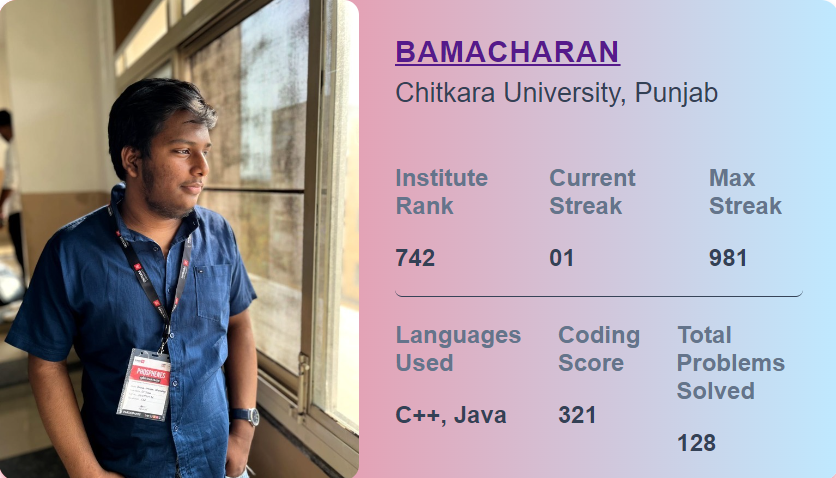 BAMACHARAN
Chitkara University, Punjab
Institute Rank
Current Streak
Max Streak
742
01
981
Languages Used
Coding Score
Total Problems Solved
C++, Java
321
128
PHOSPHENES